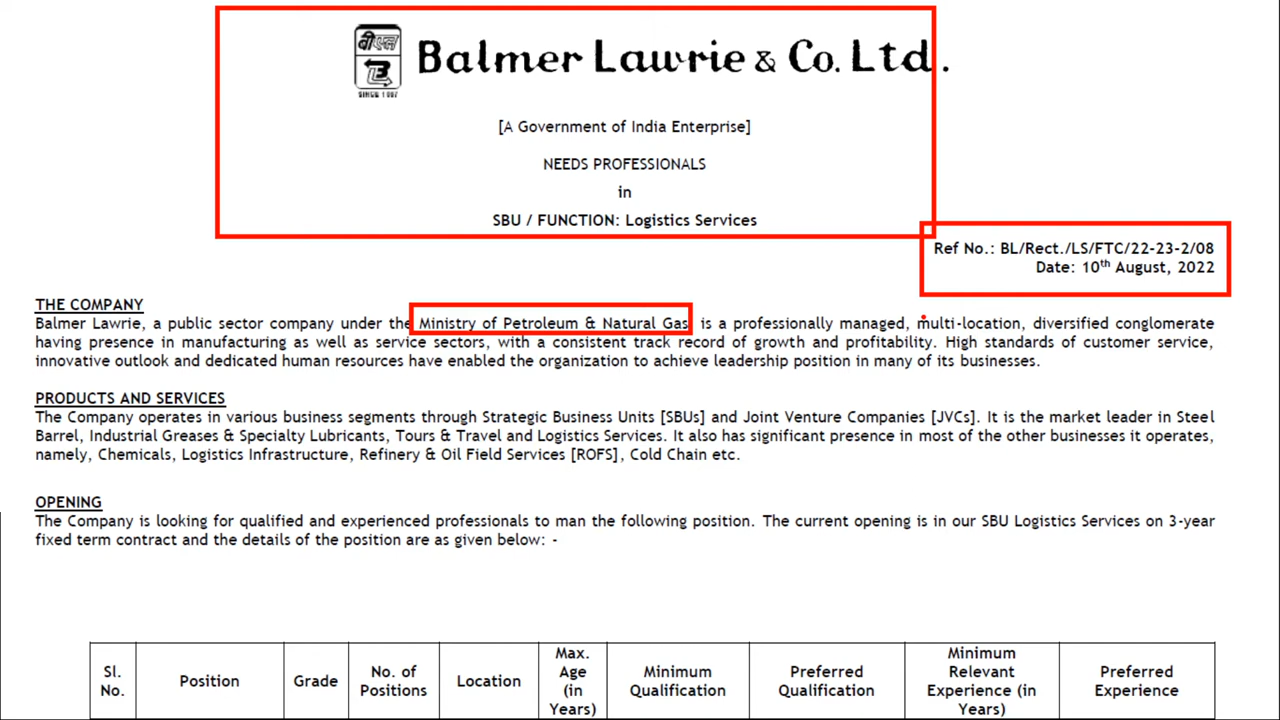 बीएल
SINCE 1867
Balmer Lawrie & Co. Ltd.
[A Government of India Enterprise]
NEEDS PROFESSIONALS
in
SBU / FUNCTION: Logistics Services
Ref No.: BL/Rect./LS/FTC/22-23-2/08
Date: 10th August, 2022
THE COMPANY
Balmer Lawrie, a public sector company under the Ministry of Petroleum & Natural Gas, is a professionally managed, multi-location, diversified conglomerate
having presence in manufacturing as well as service sectors, with a consistent track record of growth and profitability. High standards of customer service,
innovative outlook and dedicated human resources have enabled the organization to achieve leadership position in many of its businesses.
PRODUCTS AND SERVICES
The Company operates in various business segments through Strategic Business Units [SBUs] and Joint Venture Companies [JVCs]. It is the market leader in Steel
Barrel, Industrial Greases & Specialty Lubricants, Tours & Travel and Logistics Services. It also has significant presence in most of the other businesses it operates,
namely, Chemicals, Logistics Infrastructure, Refinery & Oil Field Services [ROFS], Cold Chain etc.
OPENING
The Company is looking for qualified and experienced professionals to man the following position. The current opening is in our SBU Logistics Services on 3-year
fixed term contract and the details of the position are as given below: -
Sl. No. Position Grade No. of Positions Location Max. Age (in Years) Minimum Qualification Preferred Qualification Minimum Relevant Experience (in Years) Preferred Experience